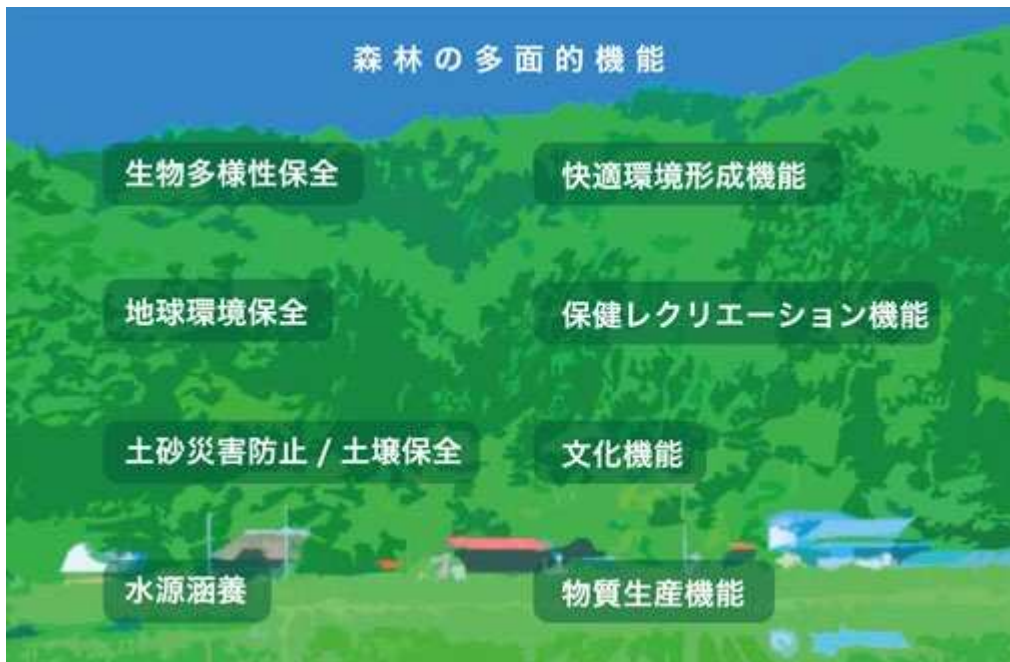 森林の多面的機能
生物多様性保全
快適環境形成機能
地球環境保全
保健レクリエーション機能
土砂災害防止 / 土壌保全
文化機能
水源涵養
物質生産機能